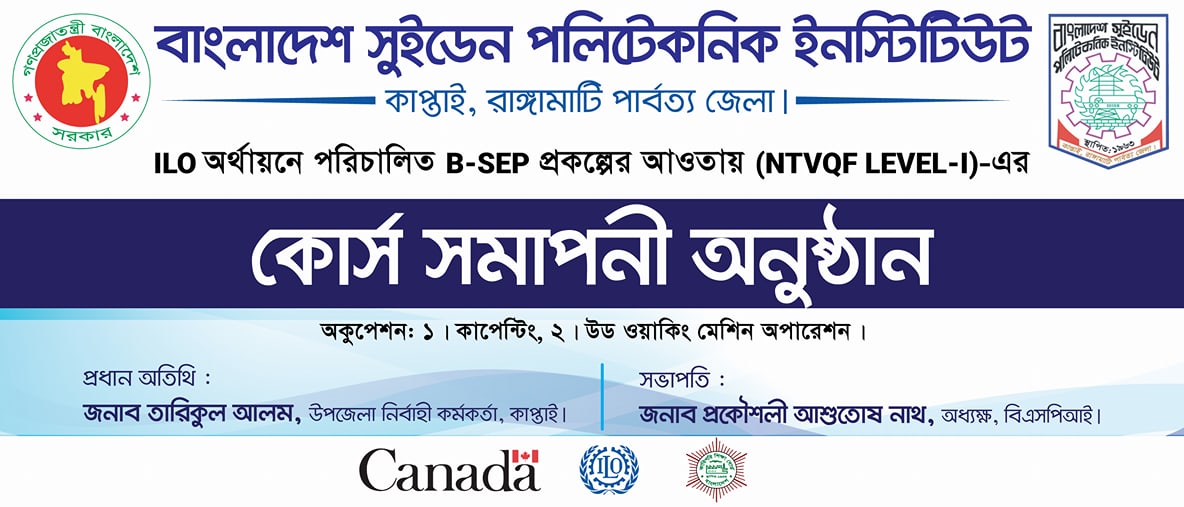 গণপ্রজাতন্ত্রী বাংলাদেশ
সরকার
বাংলাদেশ সুইডেন পলিটেকনিক ইনস্টিটিউট
কাপ্তাই, রাঙ্গামাটি পার্বত্য জেলা।
বাংলাদেশ সুইডেন
পলিটেকনিক ইনস্টিটিউট
স্থাপিত: ১৯৬৩
কাপ্তাই, রাঙ্গামাটি পার্বত্য জেলা।
ILO অর্থায়নে পরিচালিত B-SEP প্রকল্পের আওতায় (NTVQF LEVEL-I)-এর
কোর্স সমাপনী অনুষ্ঠান
অকুপেশন: ১। কাপেন্টিং, ২। উড ওয়াকিং মেশিন অপারেশন।
প্রধান অতিথি :
জনাব তারিকুল আলম, উপজেলা নির্বাহী কর্মকর্তা, কাপ্তাই।
সভাপতি :
জনাব প্রকৌশলী আশুতোষ নাথ, অধ্যক্ষ, বিএসপিআই।
Canada
ILO